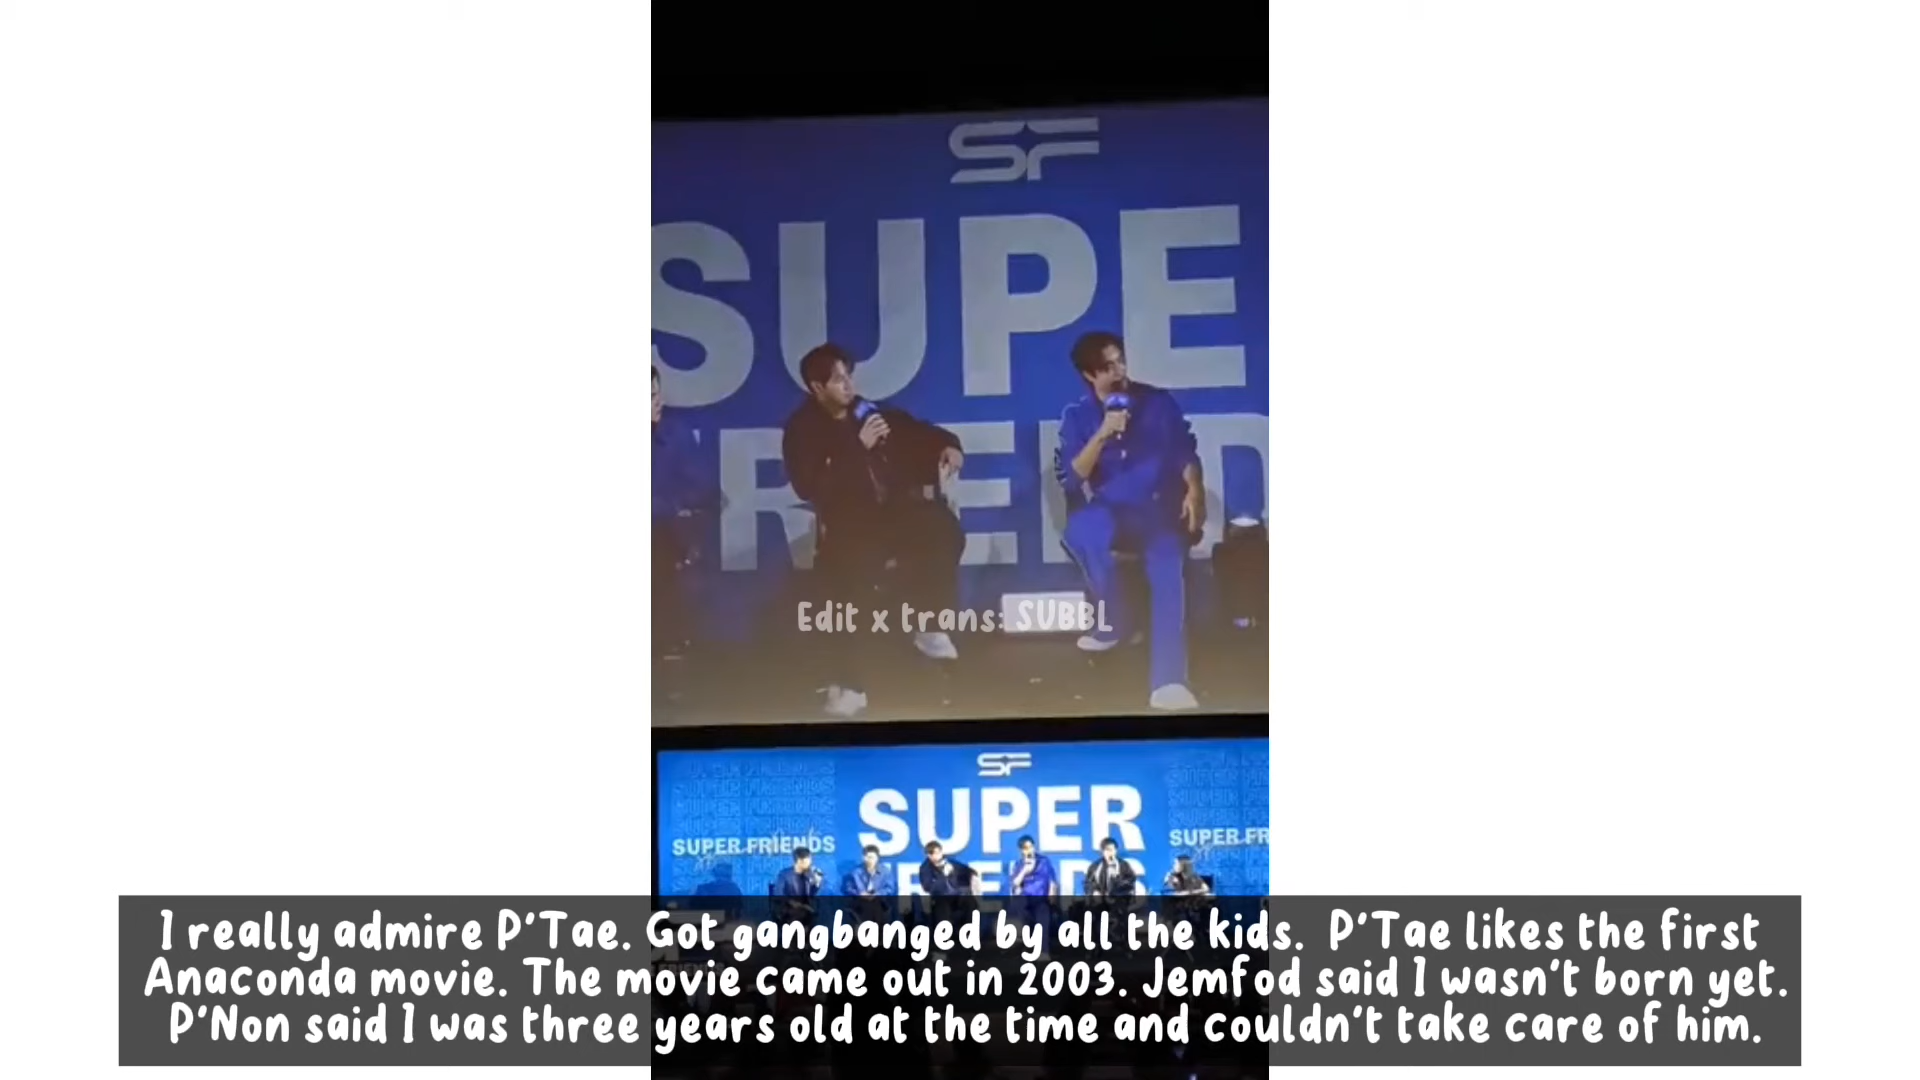 SF
SUPE
FRIEND
Edit x trans: SUBBL
SF
SUPER FRIENDS
SUPER
SUPER FR
FRIENDS
I really admire P'Tae. Got gangbanged by all the kids. P'Tae likes the first
Anaconda movie. The movie came out in 2003. Jemfod said I wasn't born yet.
P'Non said I was three years old at the time and couldn't take care of him.